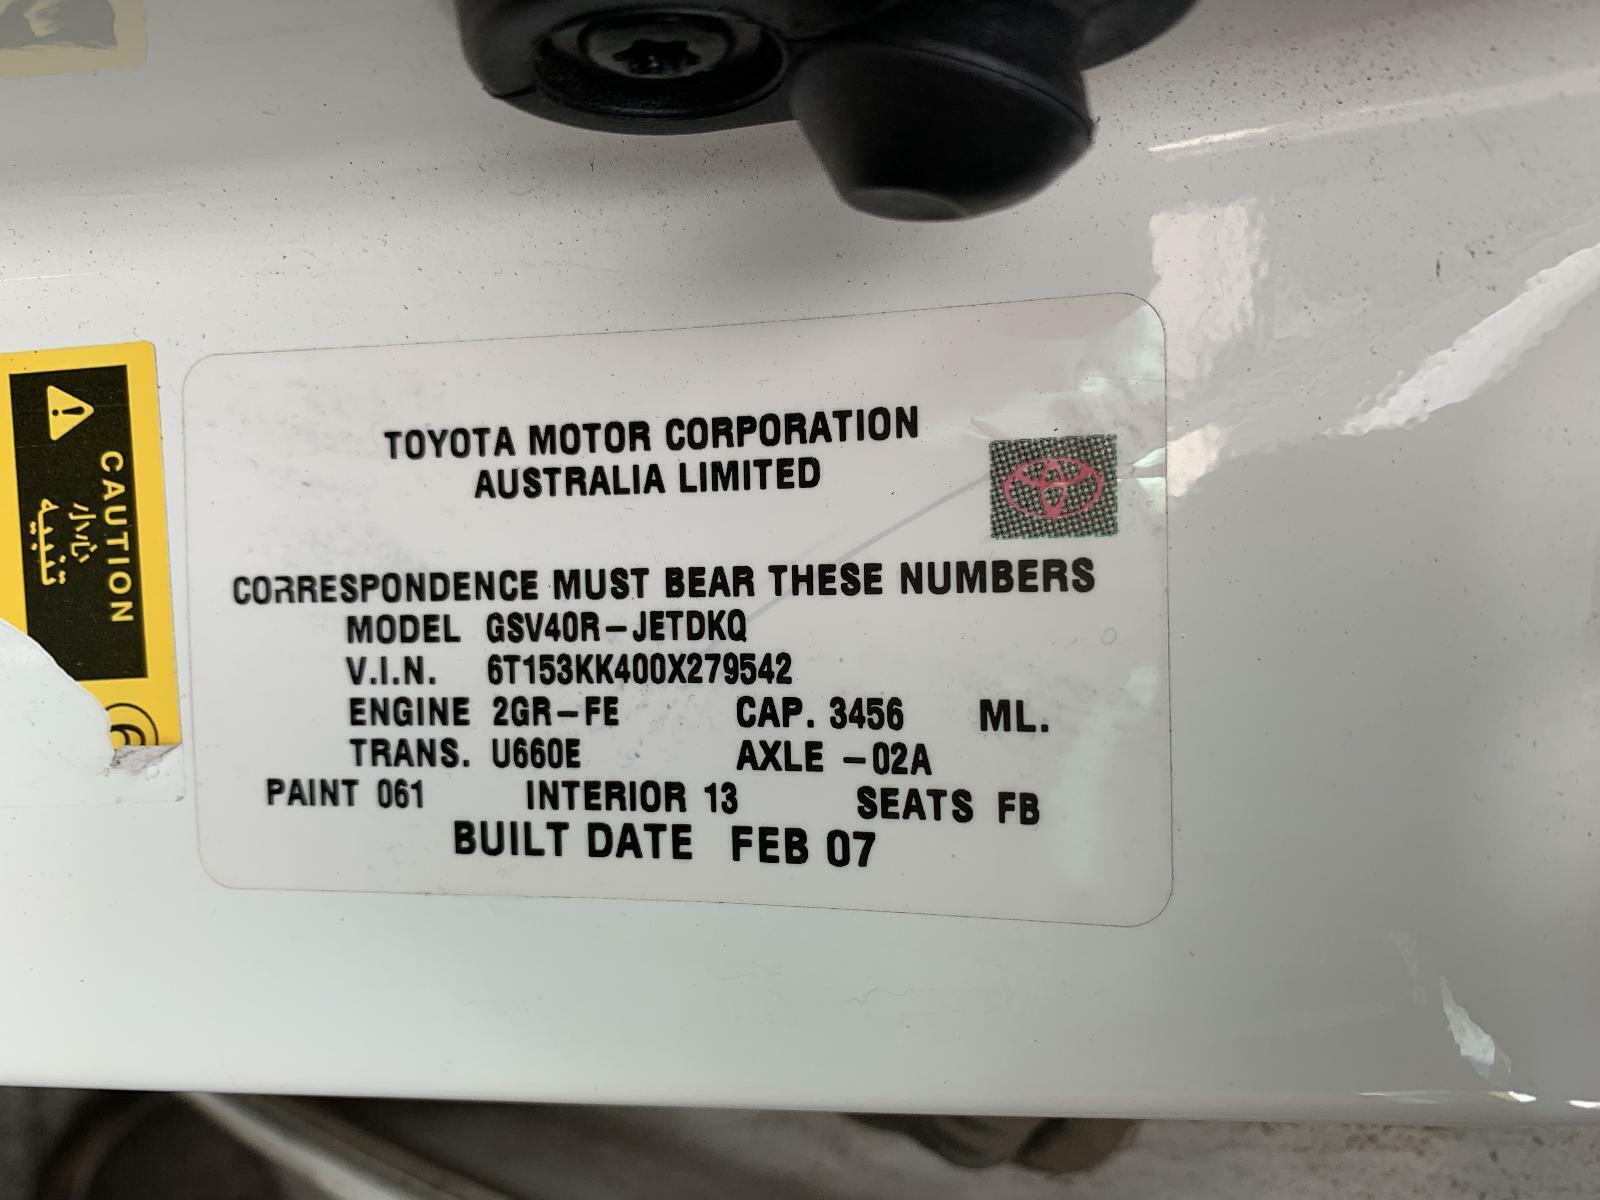 TOYOTA MOTOR CORPORATION
AUSTRALIA LIMITED
CORRESPONDENCE MUST BEAR THESE NUMBERS
MODEL GSV40R-JETDKQ
V.I.N. 6T153KK400X279542
ENGINE 2GR-FE CAP. 3456 ML.
TRANS. U660E AXLE -02A
PAINT 061 INTERIOR 13 SEATS FB
BUILT DATE FEB 07
CAUTION
تنبيه